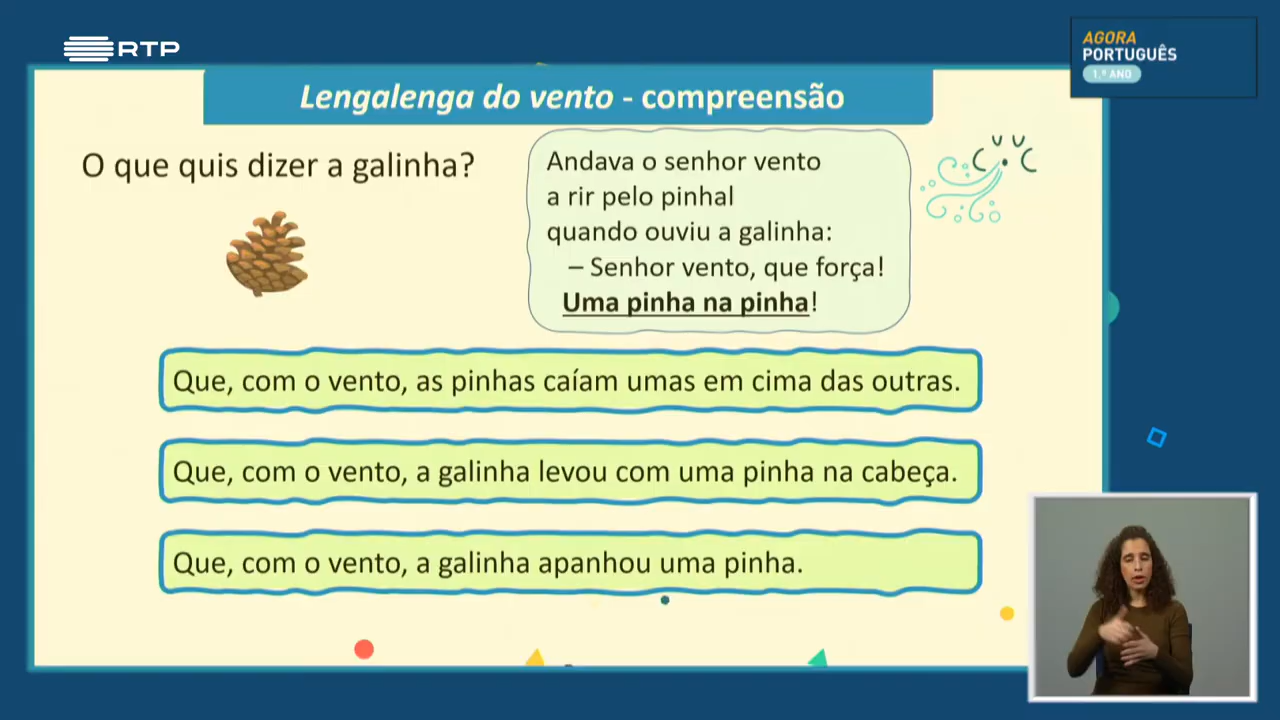 RTP
AGORA
PORTUGUÊS
1.º ANO
Lengalenga do vento - compreensão
O que quis dizer a galinha?
Andava o senhor vento
a rir pelo pinhal
quando ouviu a galinha:
– Senhor vento, que força!
Uma pinha na pinha!
Que, com o vento, as pinhas caíam umas em cima das outras.
Que, com o vento, a galinha levou com uma pinha na cabeça.
Que, com o vento, a galinha apanhou uma pinha.